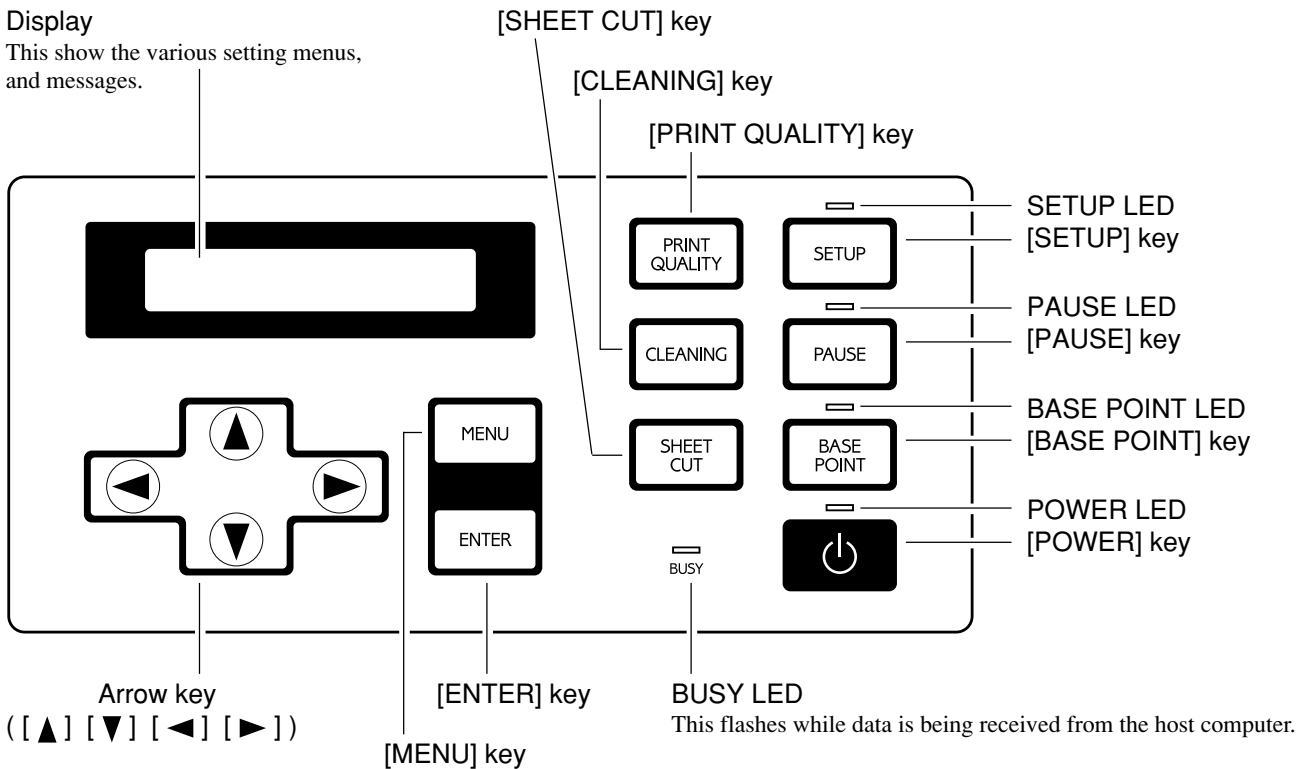 Display
This show the various setting menus,
and messages.
[SHEET CUT] key
[CLEANING] key
[PRINT QUALITY] key
SETUP LED
[SETUP] key
PAUSE LED
[PAUSE] key
BASE POINT LED
[BASE POINT] key
POWER LED
[POWER] key
PRINT
QUALITY
SETUP
CLEANING
PAUSE
SHEET
CUT
BASE
POINT
MENU
ENTER
BUSY
Arrow key
([▲] [▼] [◄] [►])
[ENTER] key
[MENU] key
BUSY LED
This flashes while data is being received from the host computer.